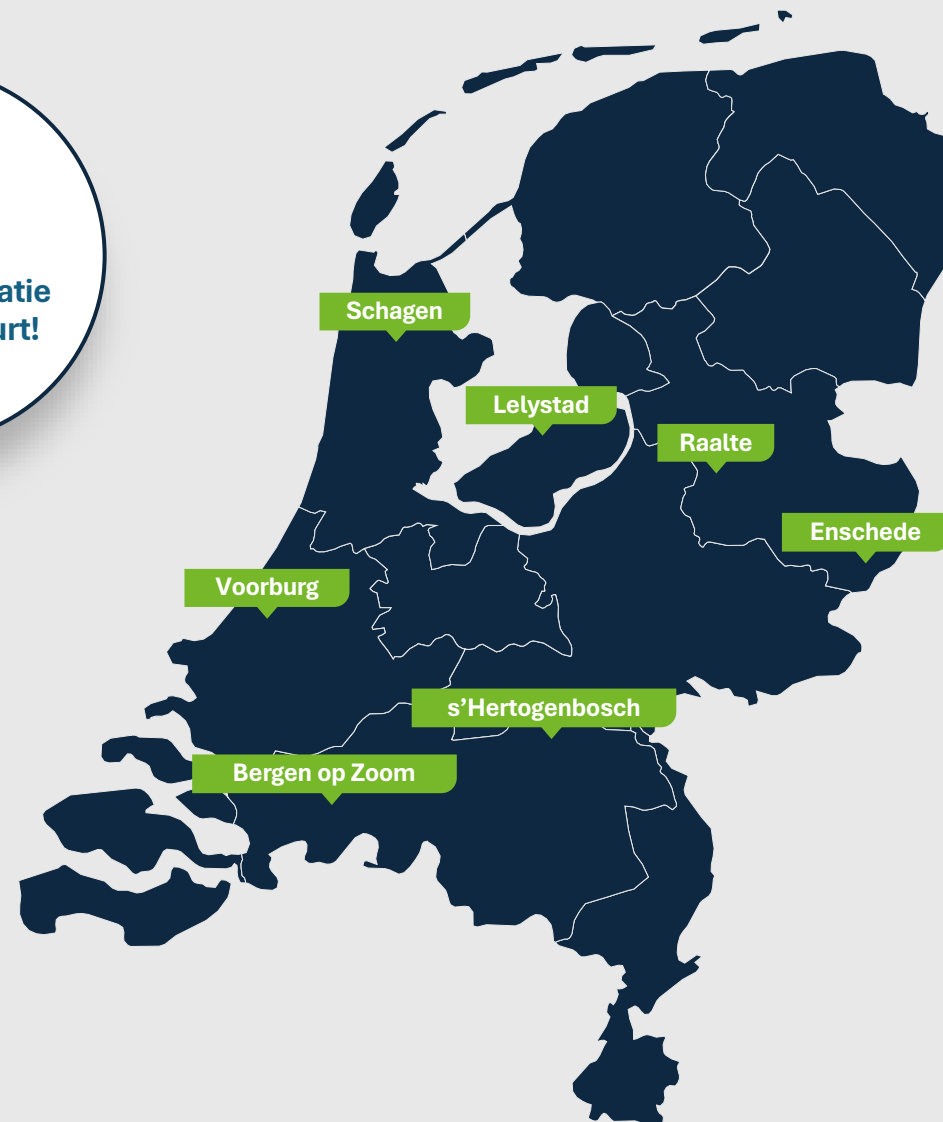 atie
urt!
Schagen
Lelystad
Raalte
Enschede
Voorburg
s’Hertogenbosch
Bergen op Zoom